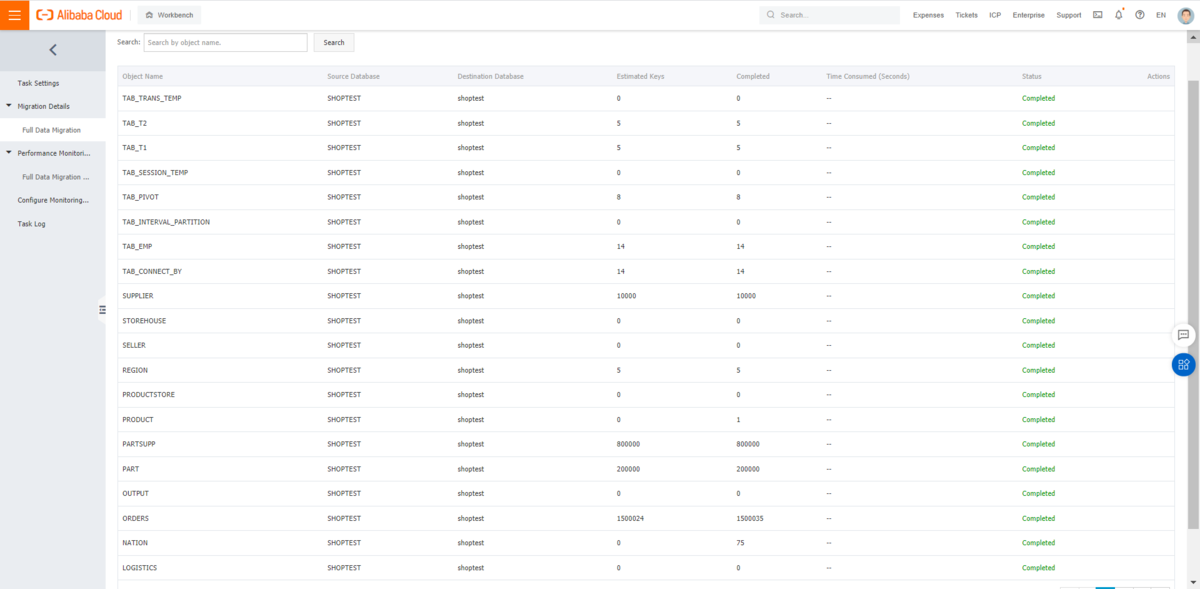 Alibaba Cloud Workbench Search... Expenses Tickets ICP Enterprise Support EN
Search: Search by object name. Search
Task Settings
Migration Details
Full Data Migration
Performance Monitori...
Full Data Migration ...
Configure Monitoring...
Task Log
Object Name Source Database Destination Database Estimated Keys Completed Time Consumed (Seconds) Status Actions
TAB_TRANS_TEMP SHOPTEST shoptest 0 0 -- Completed
TAB_T2 SHOPTEST shoptest 5 5 -- Completed
TAB_T1 SHOPTEST shoptest 5 5 -- Completed
TAB_SESSION_TEMP SHOPTEST shoptest 0 0 -- Completed
TAB_PIVOT SHOPTEST shoptest 8 8 -- Completed
TAB_INTERVAL_PARTITION SHOPTEST shoptest 0 0 -- Completed
TAB_EMP SHOPTEST shoptest 14 14 -- Completed
TAB_CONNECT_BY SHOPTEST shoptest 14 14 -- Completed
SUPPLIER SHOPTEST shoptest 10000 10000 -- Completed
STOREHOUSE SHOPTEST shoptest 0 0 -- Completed
SELLER SHOPTEST shoptest 0 0 -- Completed
REGION SHOPTEST shoptest 5 5 -- Completed
PRODUCTSTORE SHOPTEST shoptest 0 0 -- Completed
PRODUCT SHOPTEST shoptest 0 1 -- Completed
PARTSUPP SHOPTEST shoptest 800000 800000 -- Completed
PART SHOPTEST shoptest 200000 200000 -- Completed
OUTPUT SHOPTEST shoptest 0 0 -- Completed
ORDERS SHOPTEST shoptest 1500024 1500035 -- Completed
NATION SHOPTEST shoptest 0 75 -- Completed
LOGISTICS SHOPTEST shoptest 0 0 -- Completed